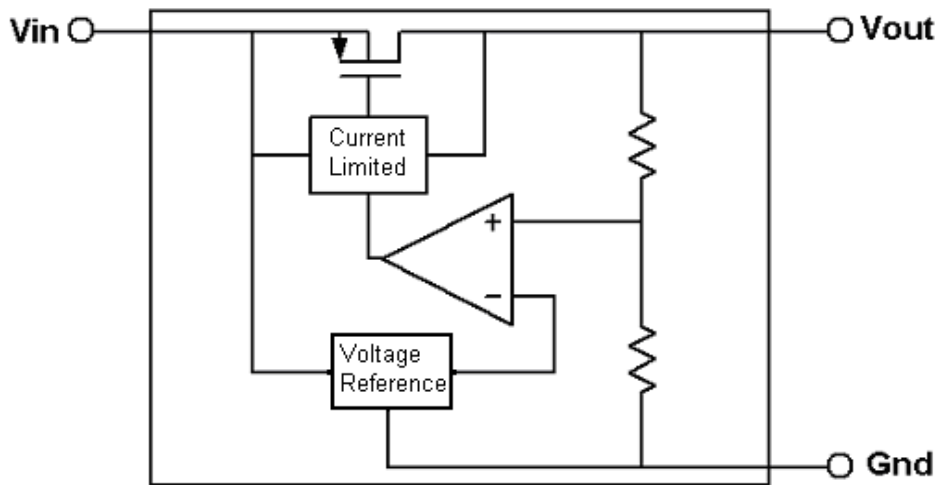 Vin
Vout
Current
Limited
+
−
Voltage
Reference
Gnd